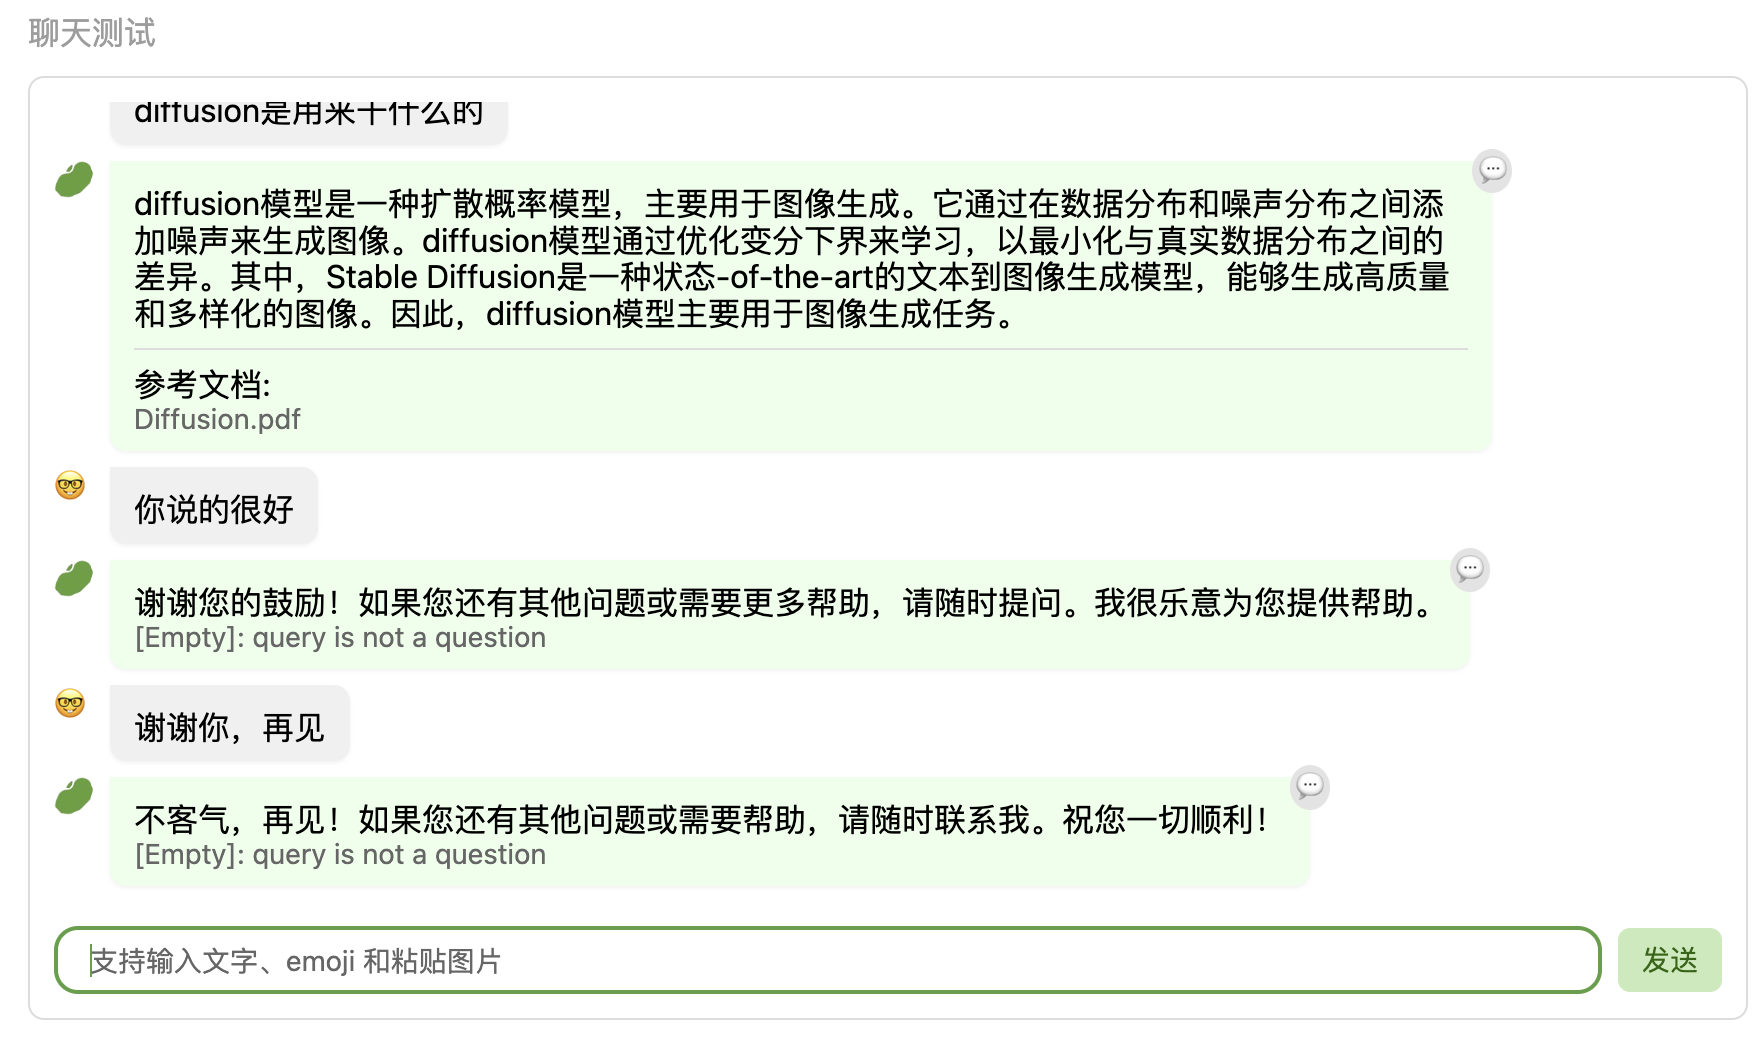 聊天测试
diffusion是用来干什么的
diffusion模型是一种扩散概率模型，主要用于图像生成。它通过在数据分布和噪声分布之间添
加噪声来生成图像。diffusion模型通过优化变分下界来学习，以最小化与真实数据分布之间的
差异。其中，Stable Diffusion是一种状态-of-the-art的文本到图像生成模型，能够生成高质量
和多样化的图像。因此，diffusion模型主要用于图像生成任务。
参考文档:
Diffusion.pdf
你说的很好
谢谢您的鼓励！如果您还有其他问题或需要更多帮助，请随时提问。我很乐意为您提供帮助。
[Empty]: query is not a question
谢谢你，再见
不客气，再见！如果您还有其他问题或需要帮助，请随时联系我。祝您一切顺利！
[Empty]: query is not a question
支持输入文字、emoji 和粘贴图片
发送